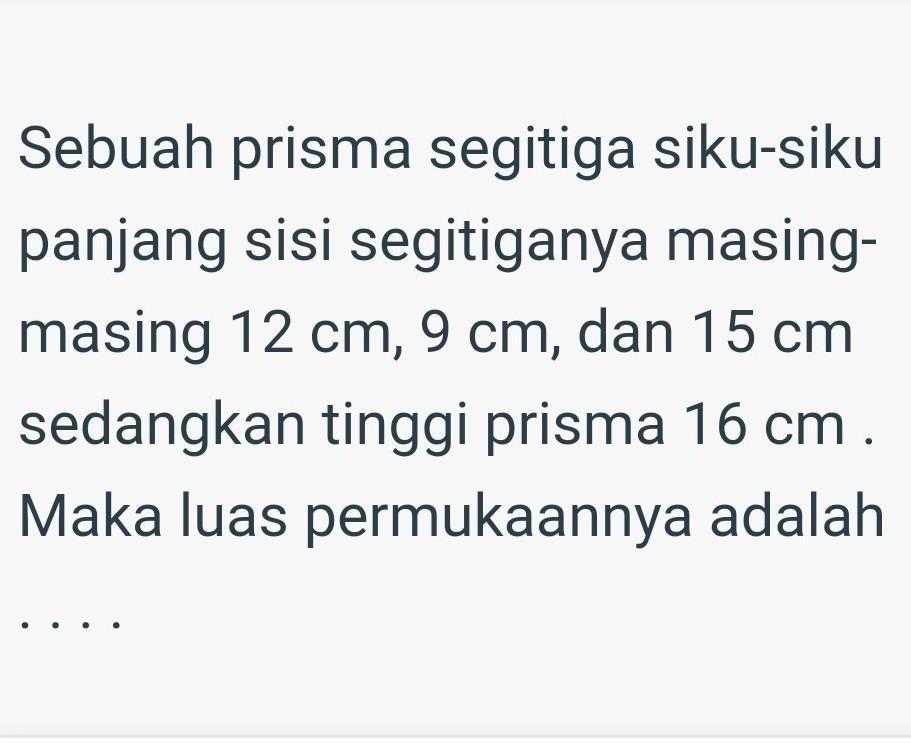 Sebuah prisma segitiga siku-siku
panjang sisi segitiganya masing-
masing 12 cm, 9 cm, dan 15 cm
sedangkan tinggi prisma 16 cm .
Maka luas permukaannya adalah
. . . .